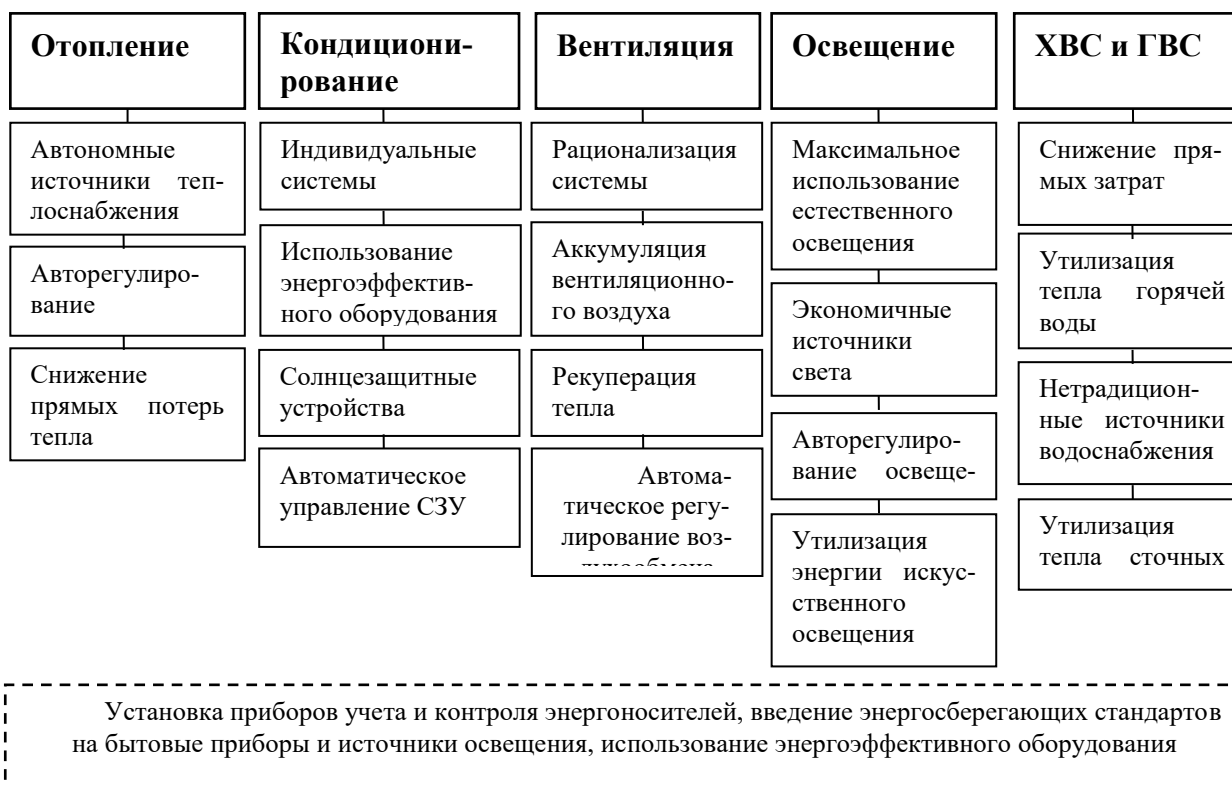 Отопление
Автономные
источники теп-
лоснабжения
Авторегулиро-
вание
Снижение
прямых потерь
тепла
Кондициони-
рование
Индивидуальные
системы
Использование
энергоэффектив-
ного оборудования
Солнцезащитные
устройства
Автоматическое
управление СЗУ
Вентиляция
Рационализация
системы
Аккумуляция
вентиляционно-
го воздуха
Рекуперация
тепла
Автома-
тическое регу-
лирование воз-
Освещение
Максимальное
использование
естественного
освещения
Экономичные
источники
света
Авторегулиро-
вание освеще-
Утилизация
энергии искус-
ственного
освещения
ХВС и ГВС
Снижение пря-
мых затрат
Утилизация
тепла горячей
воды
Нетрадицион-
ные источники
водоснабжения
Утилизация
тепла сточных
Установка приборов учета и контроля энергоносителей, введение энергосберегающих стандартов
на бытовые приборы и источники освещения, использование энергоэффективного оборудования